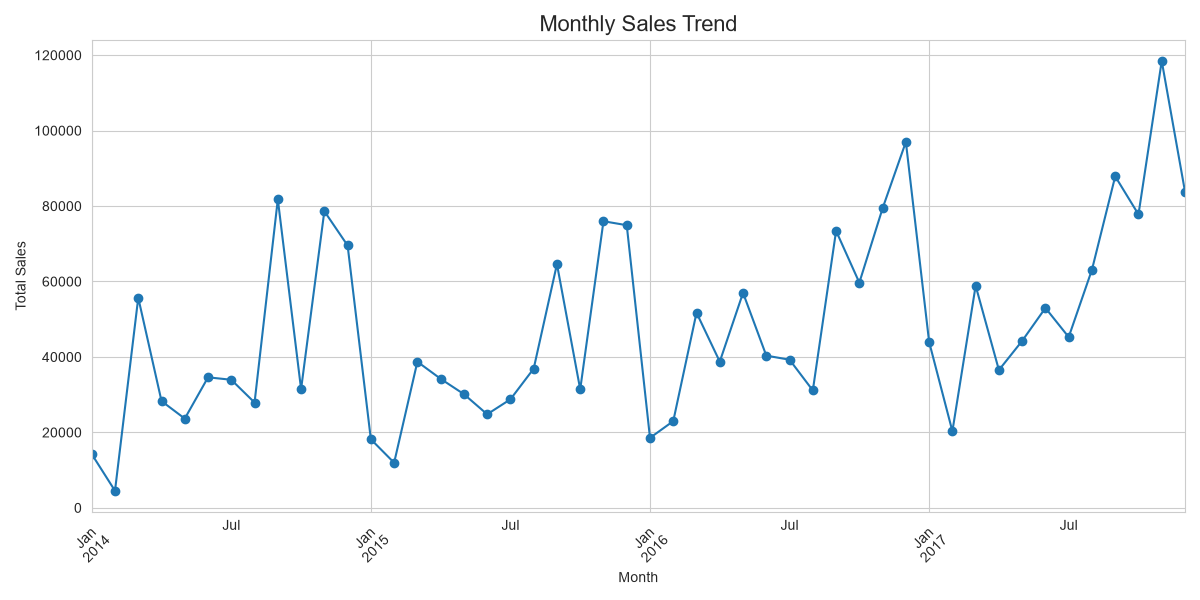 Monthly Sales Trend
120000
100000
80000
60000
40000
20000
0
Total Sales
Jan
2014
Jul
Jan
2015
Jul
Jan
2016
Jul
Jan
2017
Jul
Month